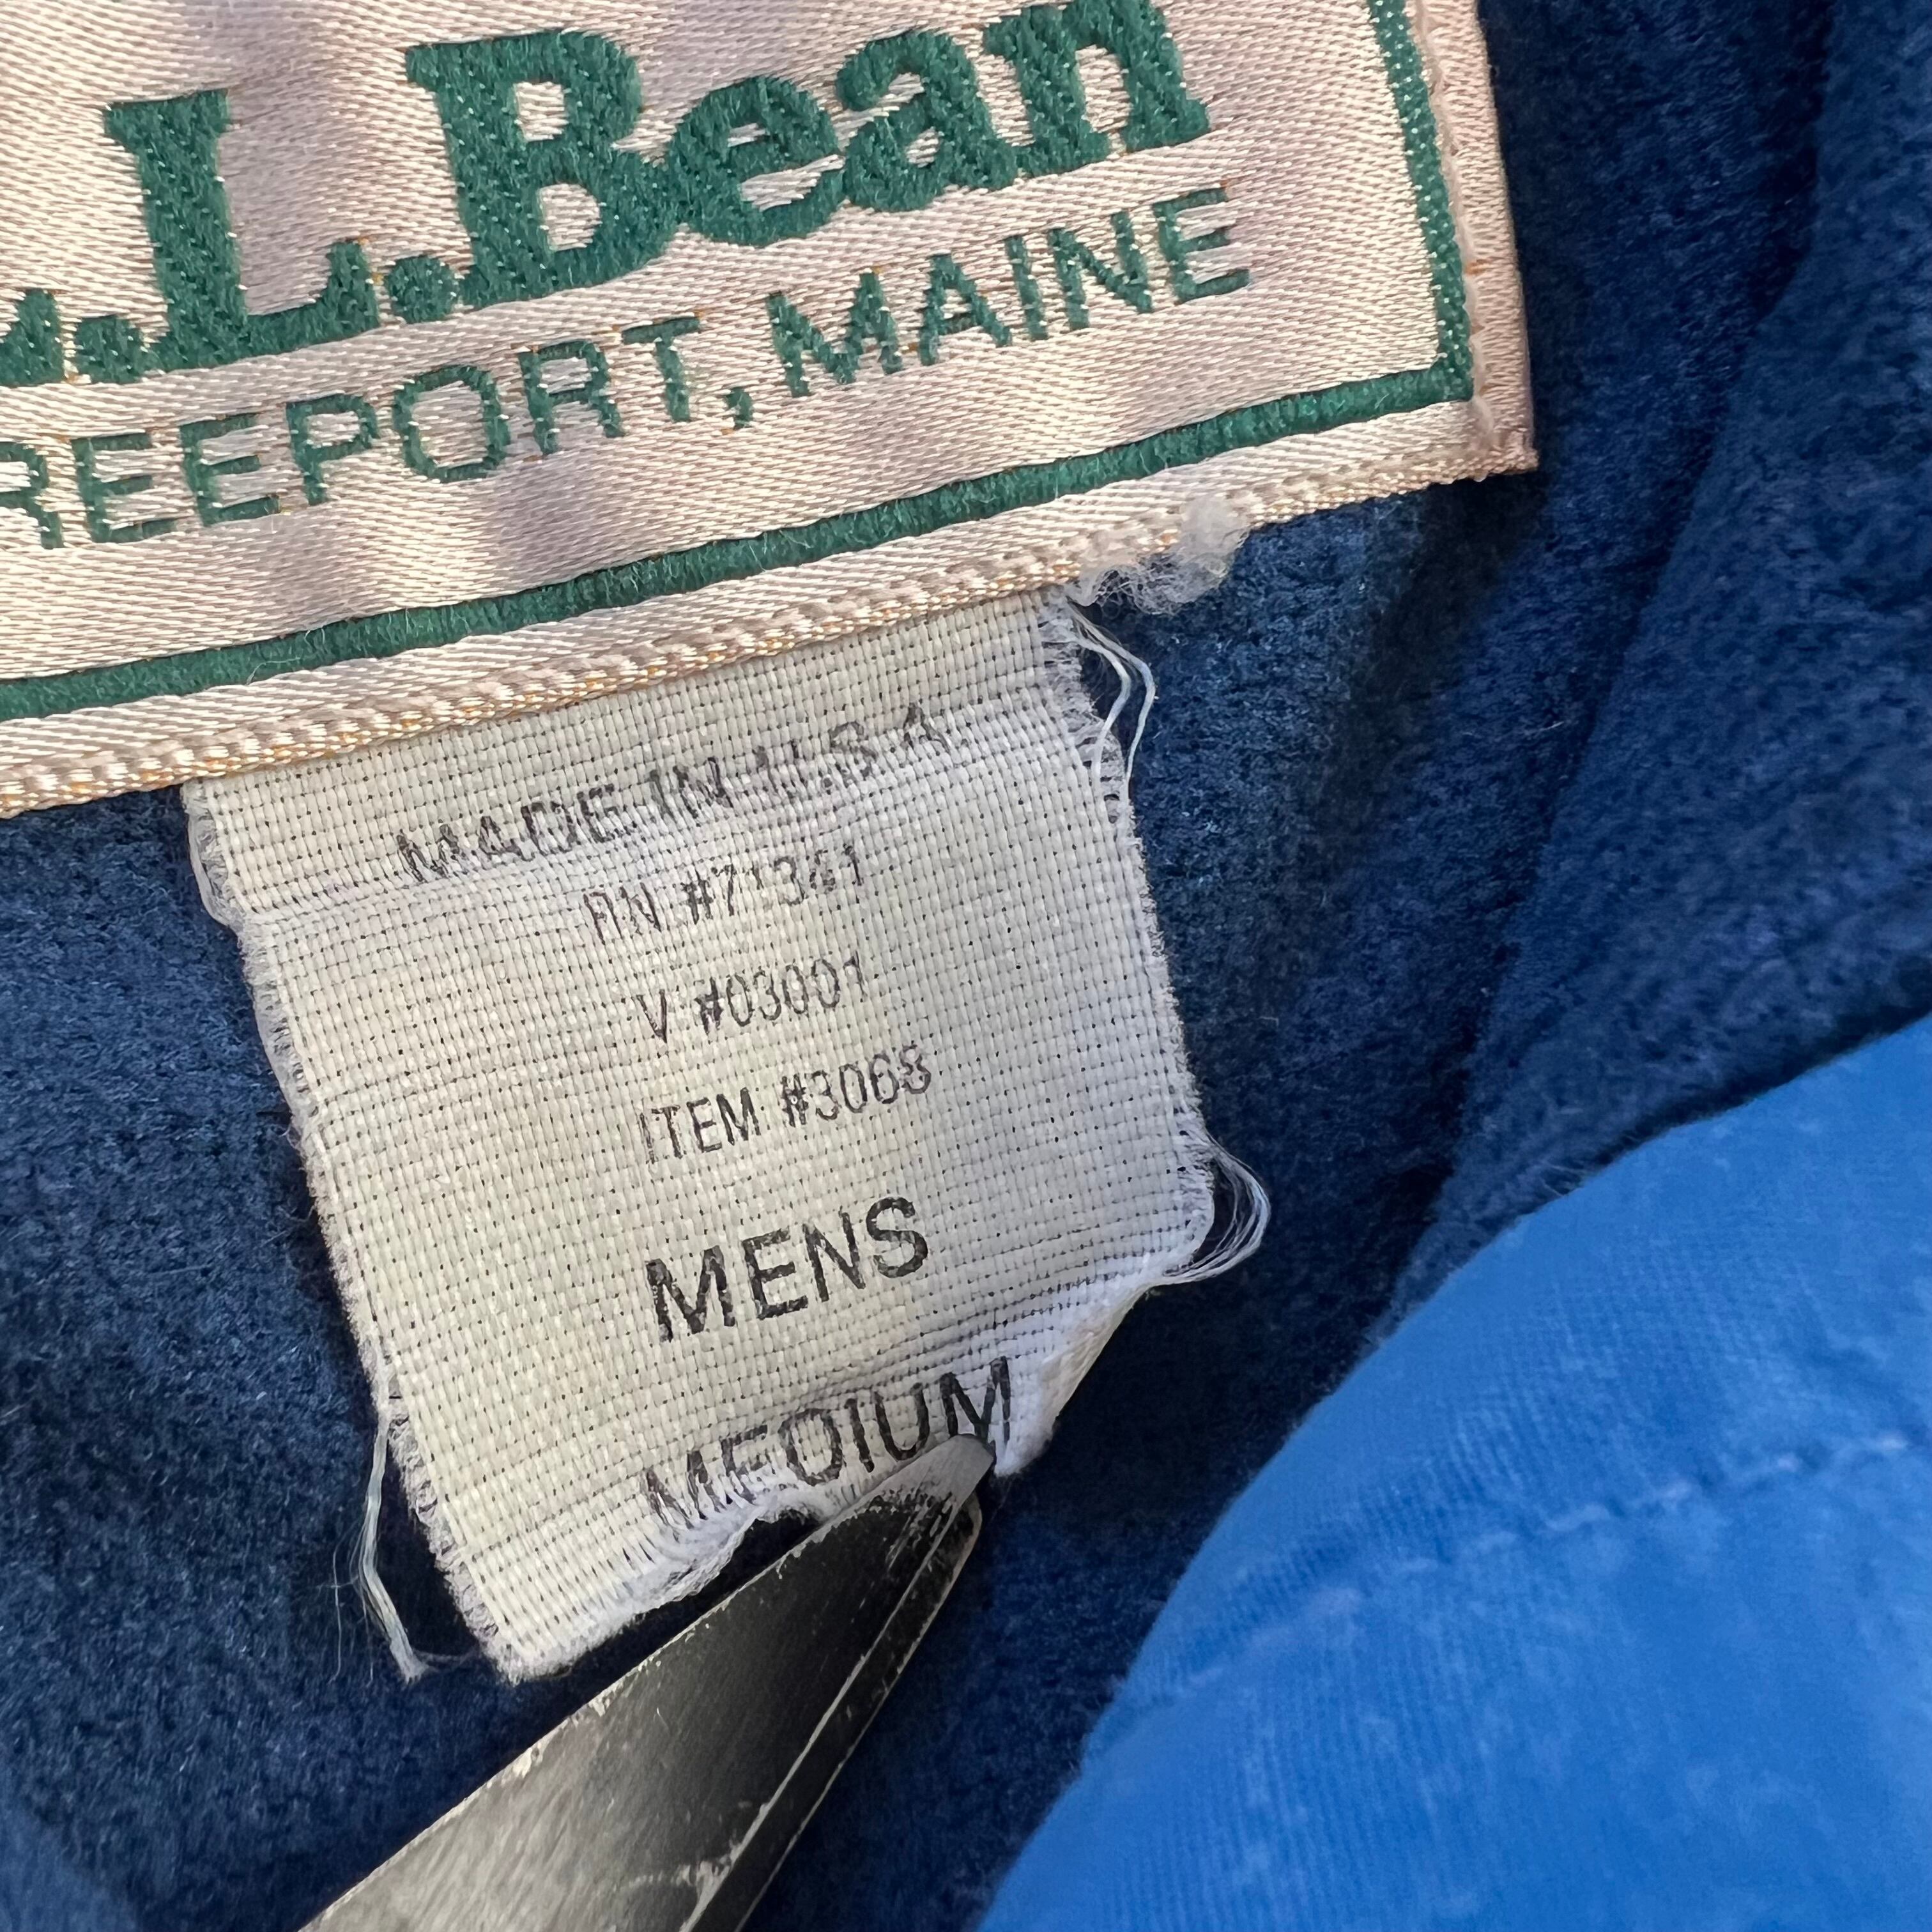 L.L.Bean
REEPORT, MAINE
MADE IN U.S.A.
RN #71341
V #03001
ITEM #3068
MENS
MEDIUM